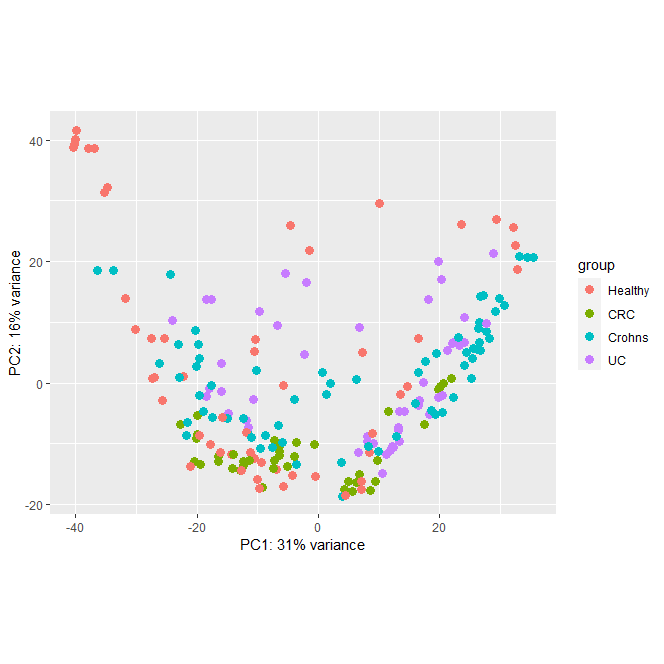 40
20
0
-20
PC2: 16% variance
-40
-20
0
20
PC1: 31% variance
group
Healthy
CRC
Crohns
UC